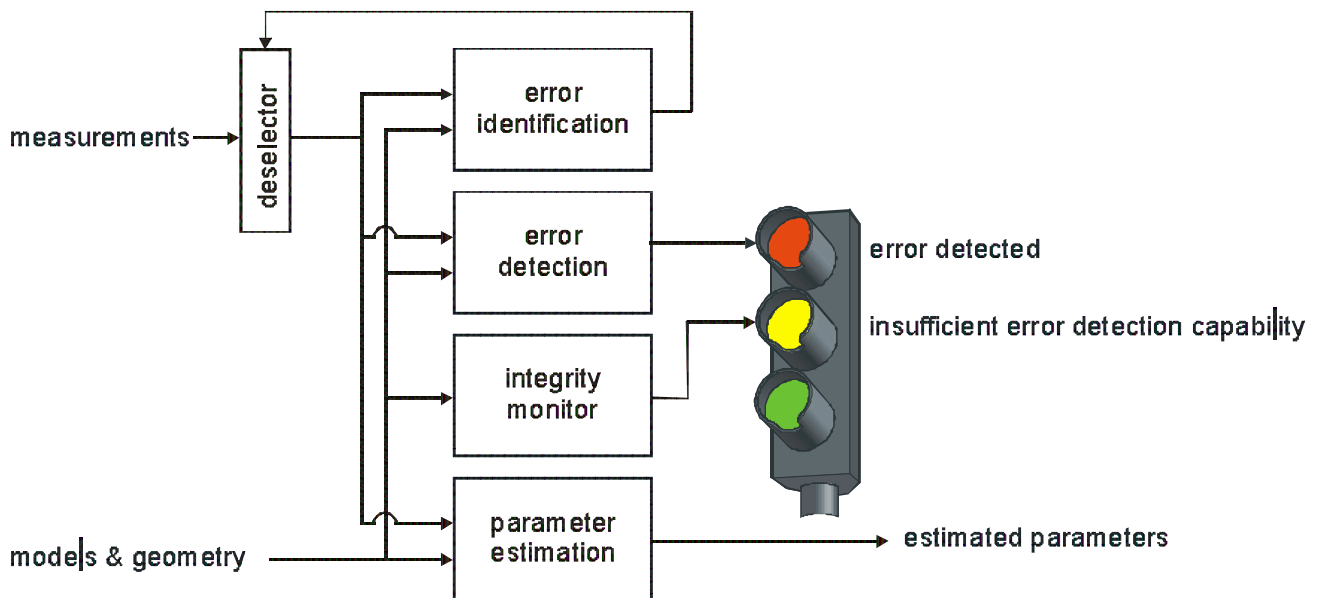 error
identification
measurements
deselector
error
detection
error detected
insufficient error detection capability
integrity
monitor
parameter
estimation
estimated parameters
models & geometry